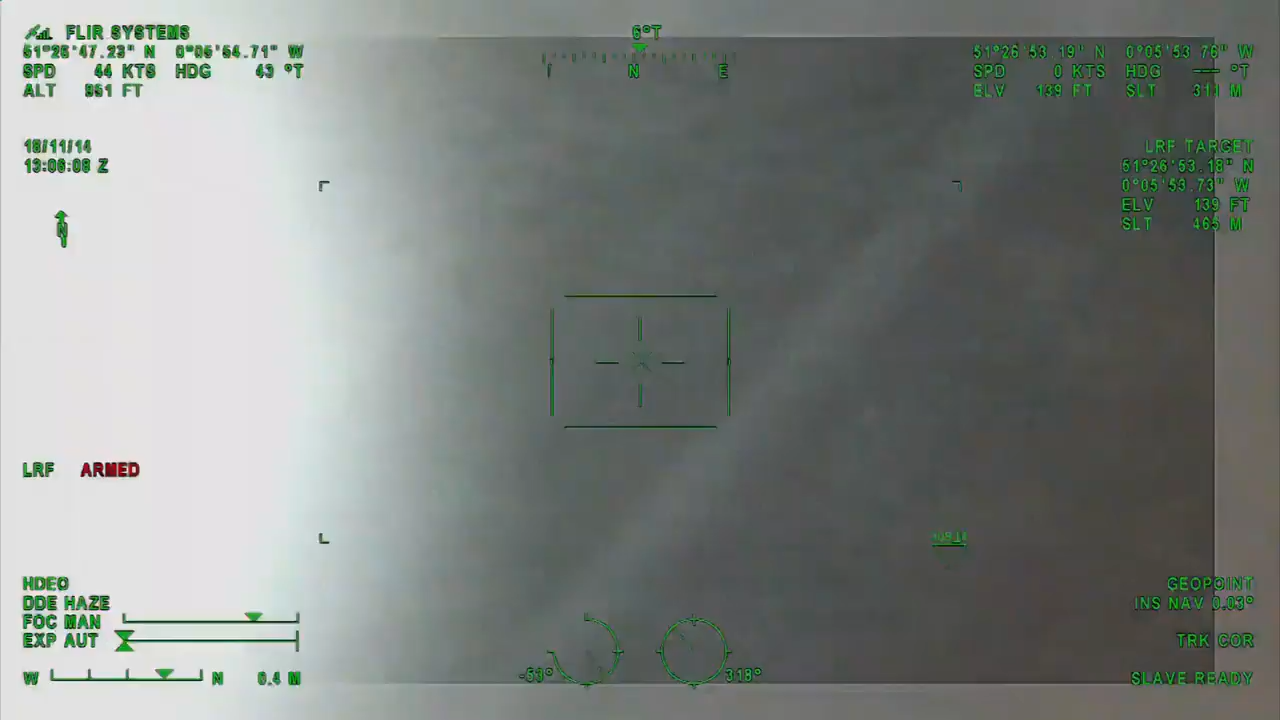 FLIR SYSTEMS
51°26'47.23" N 0°05'54.71" W
SPD 44 KTS HDG 43 °T
ALT 951 FT
18/11/14
13:06:08 Z
N
6°T
N E
51°26'53.19" N 0°05'53.76" W
SPD 0 KTS HDG --- °T
ELV 139 FT SLT 311 M
LRF TARGET
51°26'53.18" N
0°05'53.73" W
ELV 139 FT
SLT 465 M
LRF ARMED
HDEO
DDE HAZE
FOC MAN
EXP AUT
W N 0.4 M
-53°
318°
GEOPOINT
INS NAV 0.03°
TRK COR
SLAVE READY